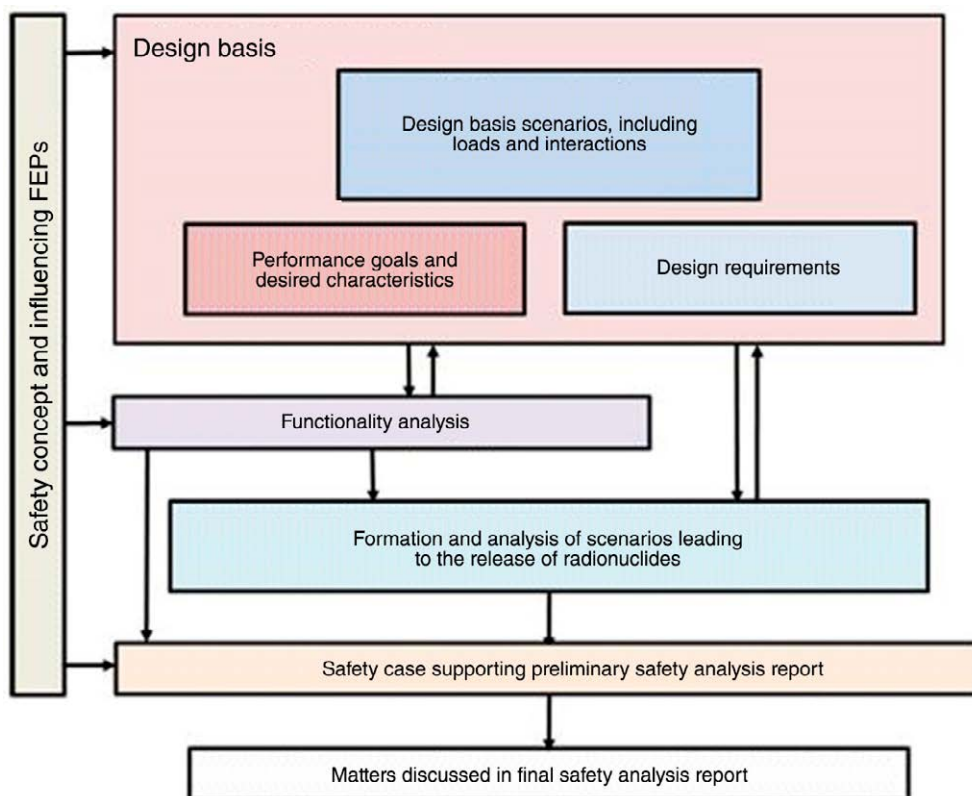 Safety concept and influencing FEPs
Design basis
Design basis scenarios, including
loads and interactions
Performance goals and
desired characteristics
Design requirements
Functionality analysis
Formation and analysis of scenarios leading
to the release of radionuclides
Safety case supporting preliminary safety analysis report
Matters discussed in final safety analysis report